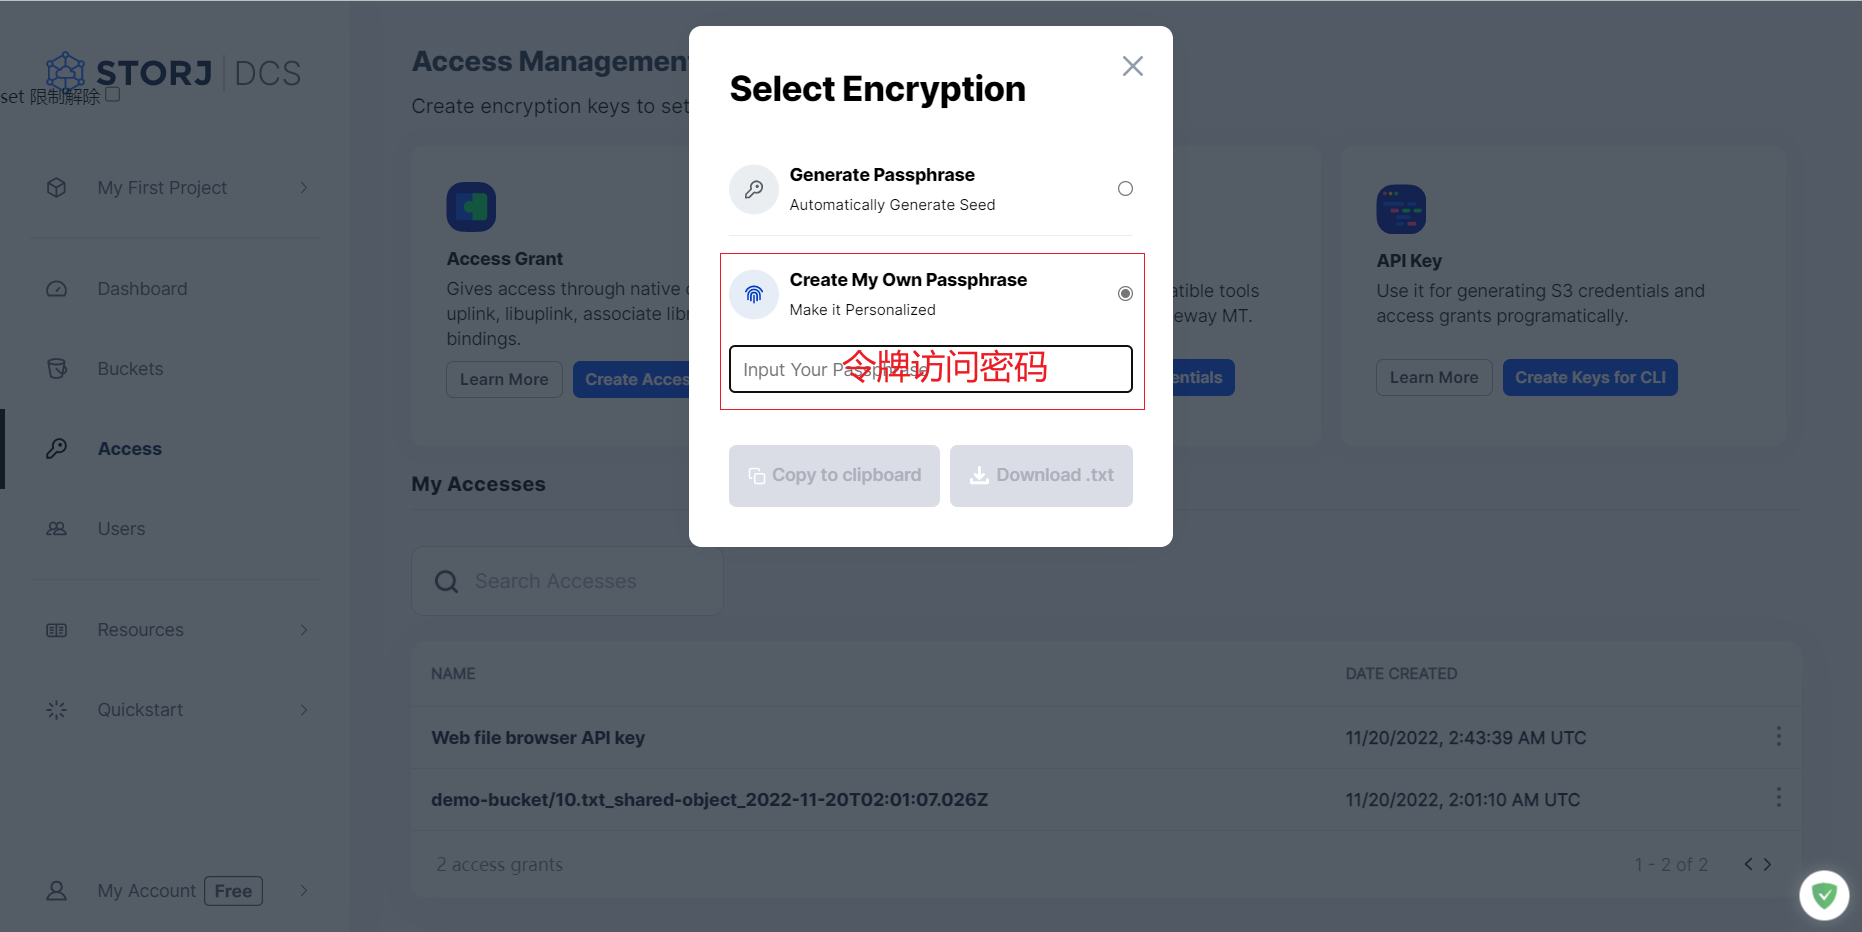 STORJ DCS
set 限制解除
My First Project
Dashboard
Buckets
Access
Users
Resources
Quickstart
My Account Free
Access Management
Create encryption keys to set
Access Grant
Gives access through native
uplink, libuplink, associate
bindings.
Learn More
Create Access
atible tools
eway MT.
entials
API Key
Use it for generating S3 credentials and
access grants programatically.
Learn More
Create Keys for CLI
My Accesses
Search Accesses
NAME DATE CREATED
Web file browser API key 11/20/2022, 2:43:39 AM UTC
demo-bucket/10.txt_shared-object_2022-11-20T02:01:07.026Z 11/20/2022, 2:01:10 AM UTC
2 access grants 1 - 2 of 2
Select Encryption
Generate Passphrase
Automatically Generate Seed
Create My Own Passphrase
Make it Personalized
Input Your Passphrase
令牌访问密码
Copy to clipboard
Download .txt